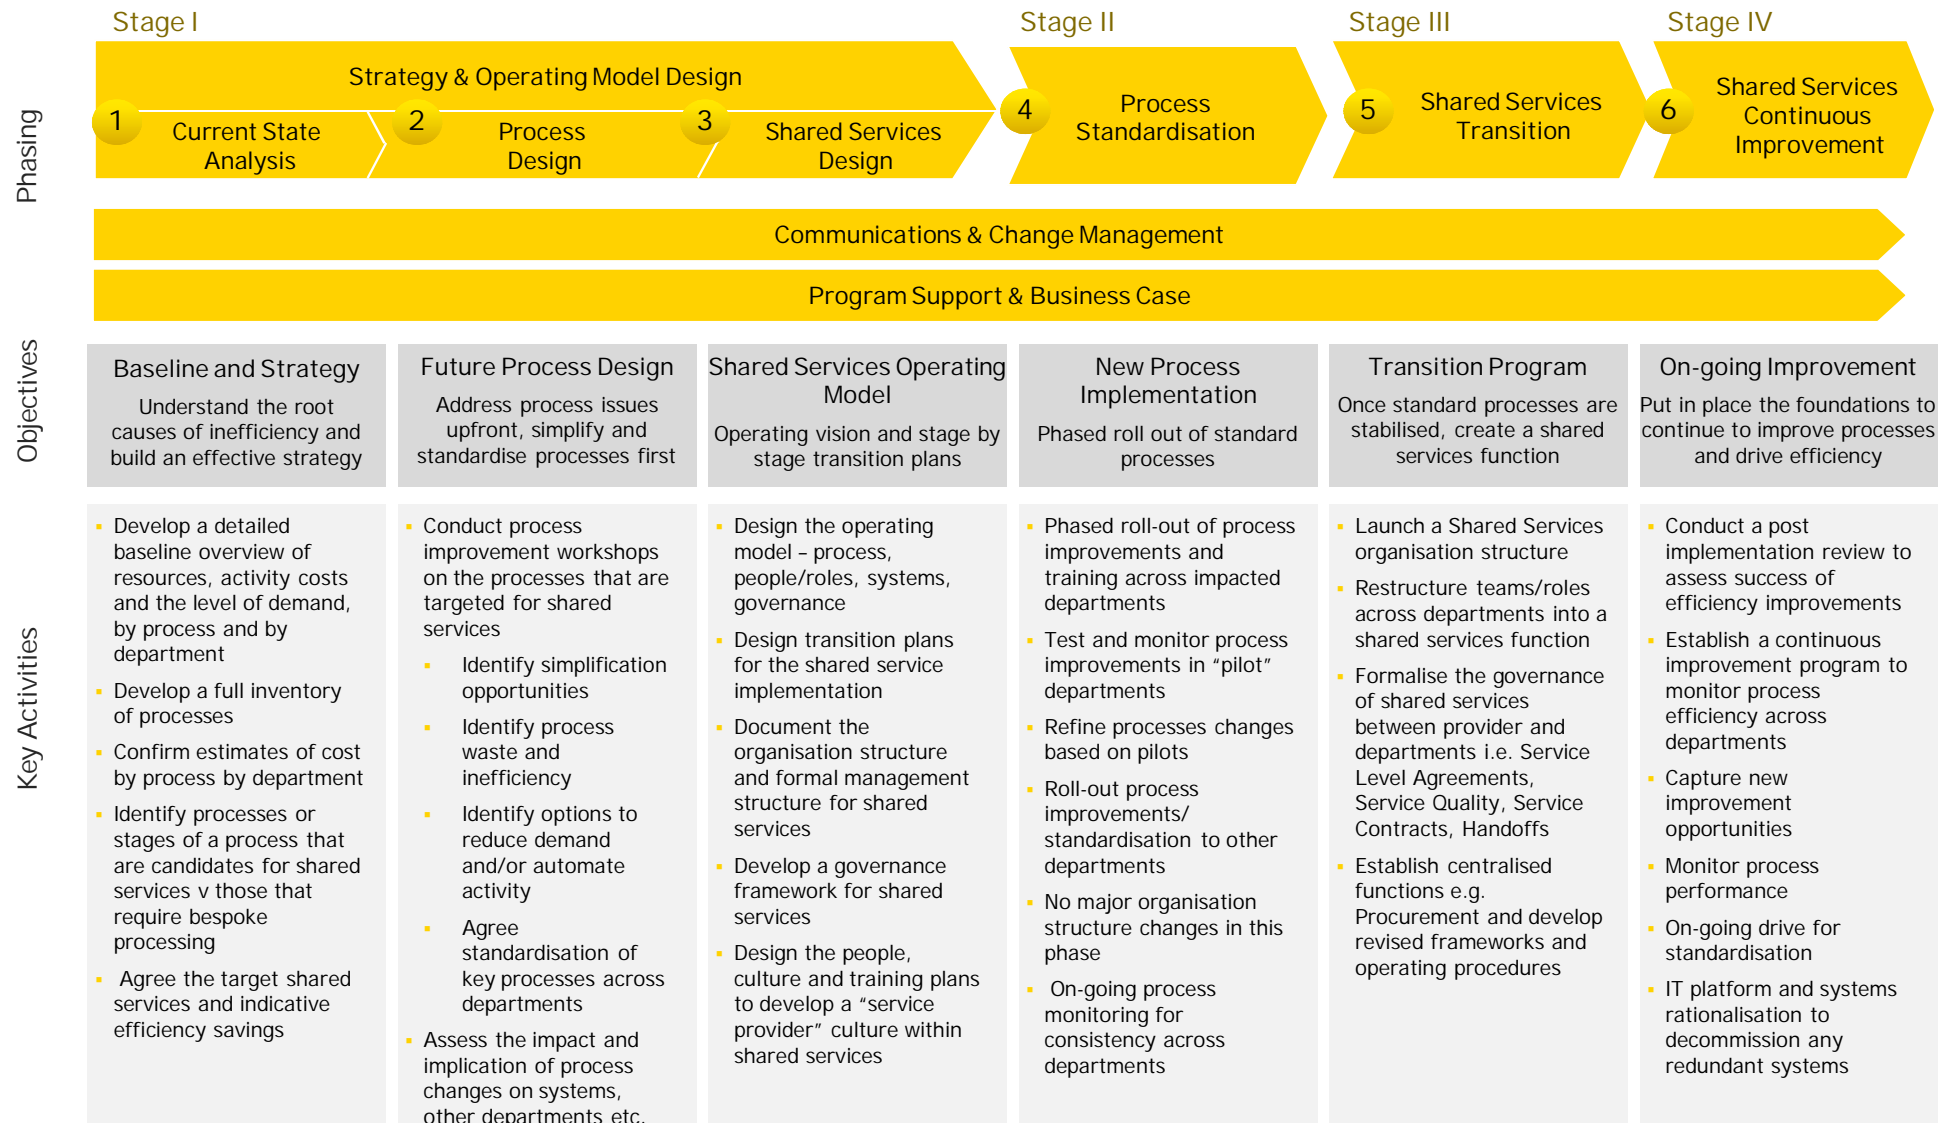 Stage I
Stage II
Stage III
Stage IV
Phasing
Strategy & Operating Model Design
1
Current State
Analysis
2
Process
Design
3
Shared Services
Design
4
Process
Standardisation
5
Shared Services
Transition
6
Shared Services
Continuous
Improvement
Communications & Change Management
Program Support & Business Case
Objectives
Baseline and Strategy
Understand the root
causes of inefficiency and
build an effective strategy
Future Process Design
Address process issues
upfront, simplify and
standardise processes first
Shared Services Operating
Model
Operating vision and stage by
stage transition plans
New Process
Implementation
Phased roll out of standard
processes
Transition Program
Once standard processes are
stabilised, create a shared
services function
On-going Improvement
Put in place the foundations to
continue to improve processes
and drive efficiency
Key Activities
▪ Develop a detailed
baseline overview of
resources, activity costs
and the level of demand,
by process and by
department
▪ Develop a full inventory
of processes
▪ Confirm estimates of cost
by process by department
▪ Identify processes or
stages of a process that
are candidates for shared
services v those that
require bespoke
processing
▪ Agree the target shared
services and indicative
efficiency savings
▪ Conduct process
improvement workshops
on the processes that are
targeted for shared
services
▪ Identify simplification
opportunities
▪ Identify process
waste and
inefficiency
▪ Identify options to
reduce demand
and/or automate
activity
▪ Agree
standardisation of
key processes across
departments
▪ Assess the impact and
implication of process
changes on systems,
other departments etc.
▪ Design the operating
model – process,
people/roles, systems,
governance
▪ Design transition plans
for the shared service
implementation
▪ Document the
organisation structure
and formal management
structure for shared
services
▪ Develop a governance
framework for shared
services
▪ Design the people,
culture and training plans
to develop a “service
provider” culture within
shared services
▪ Phased roll-out of process
improvements and
training across impacted
departments
▪ Test and monitor process
improvements in “pilot”
departments
▪ Refine processes changes
based on pilots
▪ Roll-out process
improvements/
standardisation to other
departments
▪ No major organisation
structure changes in this
phase
▪ On-going process
monitoring for
consistency across
departments
▪ Launch a Shared Services
organisation structure
▪ Restructure teams/roles
across departments into a
shared services function
▪ Formalise the governance
of shared services
between provider and
departments i.e. Service
Level Agreements,
Service Quality, Service
Contracts, Handoffs
▪ Establish centralised
functions e.g.
Procurement and develop
revised frameworks and
operating procedures
▪ Conduct a post
implementation review to
assess success of
efficiency improvements
▪ Establish a continuous
improvement program to
monitor process
efficiency across
departments
▪ Capture new
improvement
opportunities
▪ Monitor process
performance
▪ On-going drive for
standardisation
▪ IT platform and systems
rationalisation to
decommission any
redundant systems